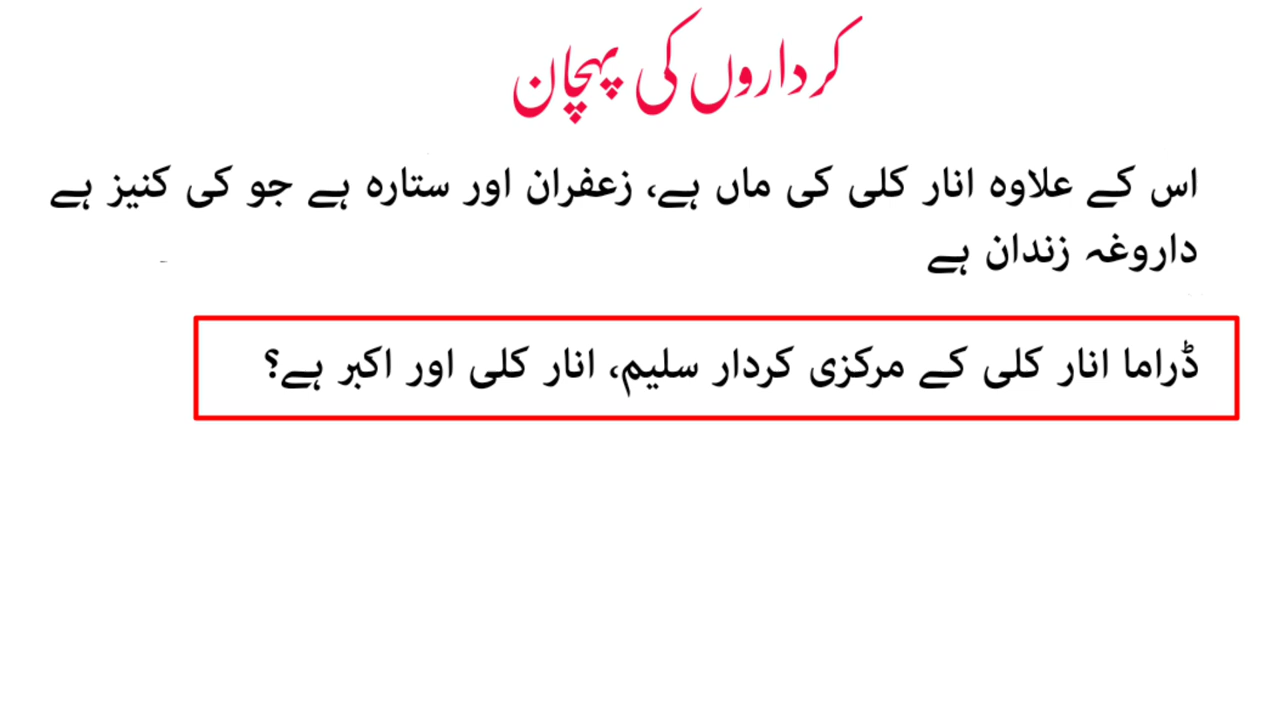 کرداروں کی پہچان
اس کے علاوہ انار کلی کی ماں ہے، زعفران اور ستارہ ہے جو کی کنیز ہے
داروغہ زندان ہے
ڈراما انار کلی کے مرکزی کردار سلیم، انار کلی اور اکبر ہے؟